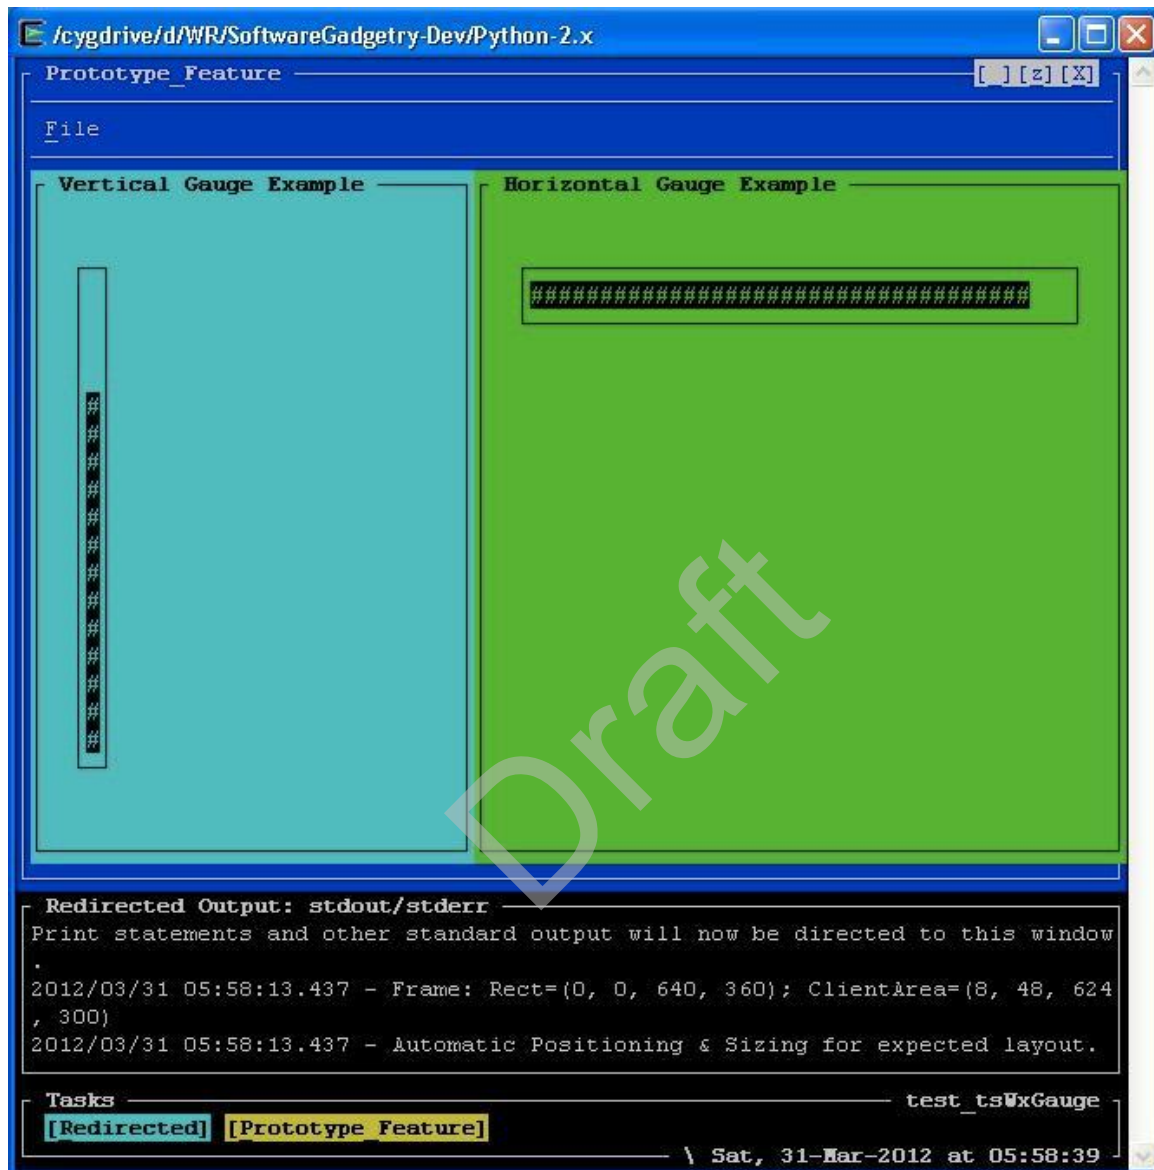 /cygdrive/d/WR/SoftwareGadgetry-Dev/Python-2.x
Prototype_Feature [_][z][X]
File
Vertical Gauge Example Horizontal Gauge Example
####################################
#
#
#
#
#
#
#
#
#
#
#
#
#
Draft
Redirected Output: stdout/stderr
Print statements and other standard output will now be directed to this window
.
2012/03/31 05:58:13.437 - Frame: Rect=(0, 0, 640, 360); ClientArea=(8, 48, 624
, 300)
2012/03/31 05:58:13.437 - Automatic Positioning & Sizing for expected layout.
Tasks test_tsWxGauge
[Redirected] [Prototype_Feature]
\ Sat, 31-Mar-2012 at 05:58:39